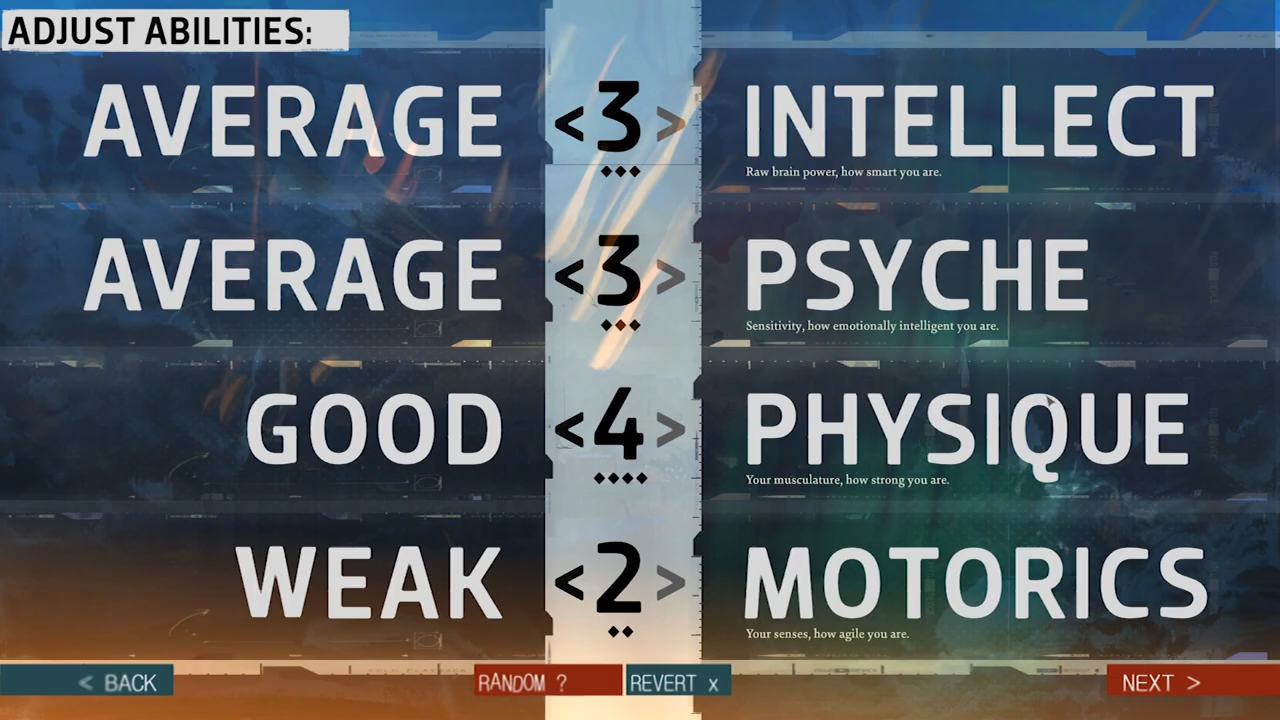 ADJUST ABILITIES:
AVERAGE < 3 > INTELLECT
Raw brain power, how smart you are.
AVERAGE < 3 > PSYCHE
Sensitivity, how emotionally intelligent you are.
GOOD < 4 > PHYSIQUE
Your musculature, how strong you are.
WEAK < 2 > MOTORICS
Your senses, how agile you are.
< BACK RANDOM ? REVERT x NEXT >